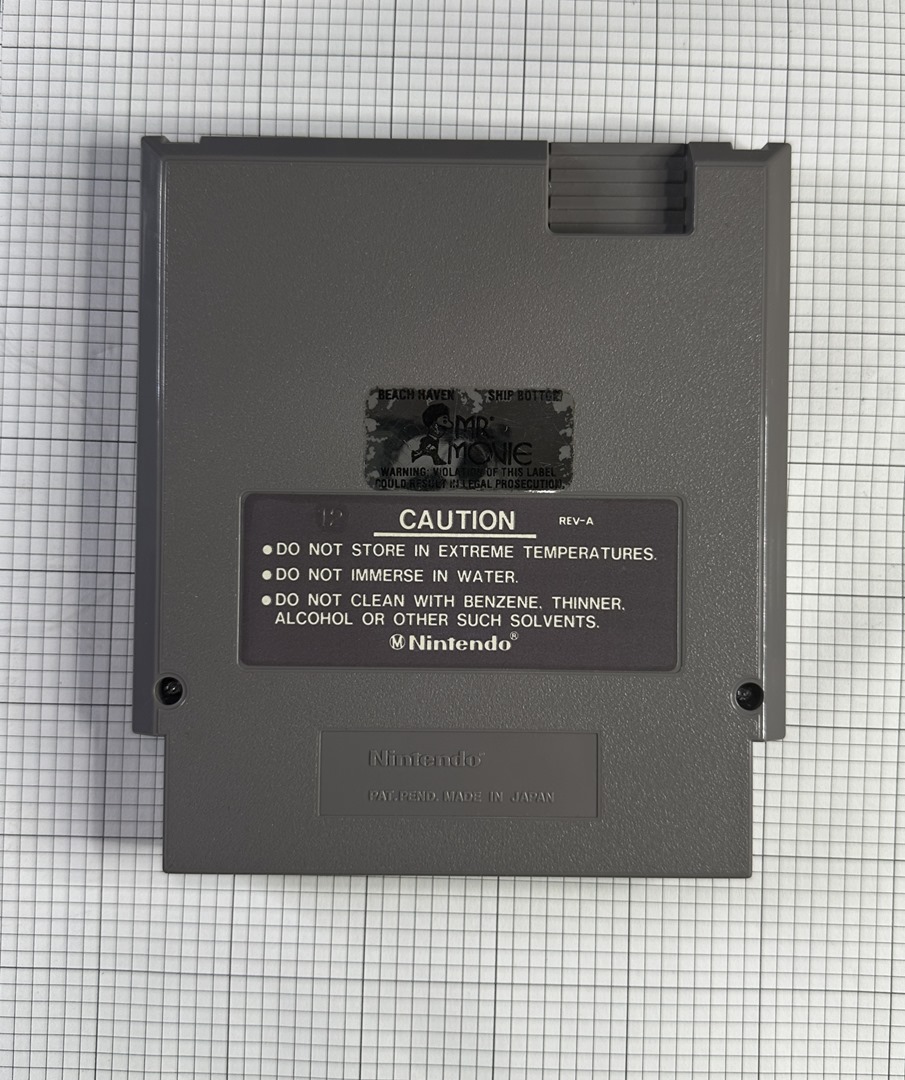 BEACH HAVEN SHIP BOTTOM
MR.
MOVIE
WARNING: VIOLATION OF THIS LABEL
COULD RESULT IN LEGAL PROSECUTION.
12
CAUTION REV-A
●DO NOT STORE IN EXTREME TEMPERATURES.
●DO NOT IMMERSE IN WATER.
●DO NOT CLEAN WITH BENZENE, THINNER,
ALCOHOL OR OTHER SUCH SOLVENTS.
Ⓜ Nintendo®
Nintendo®
PAT. PEND. MADE IN JAPAN